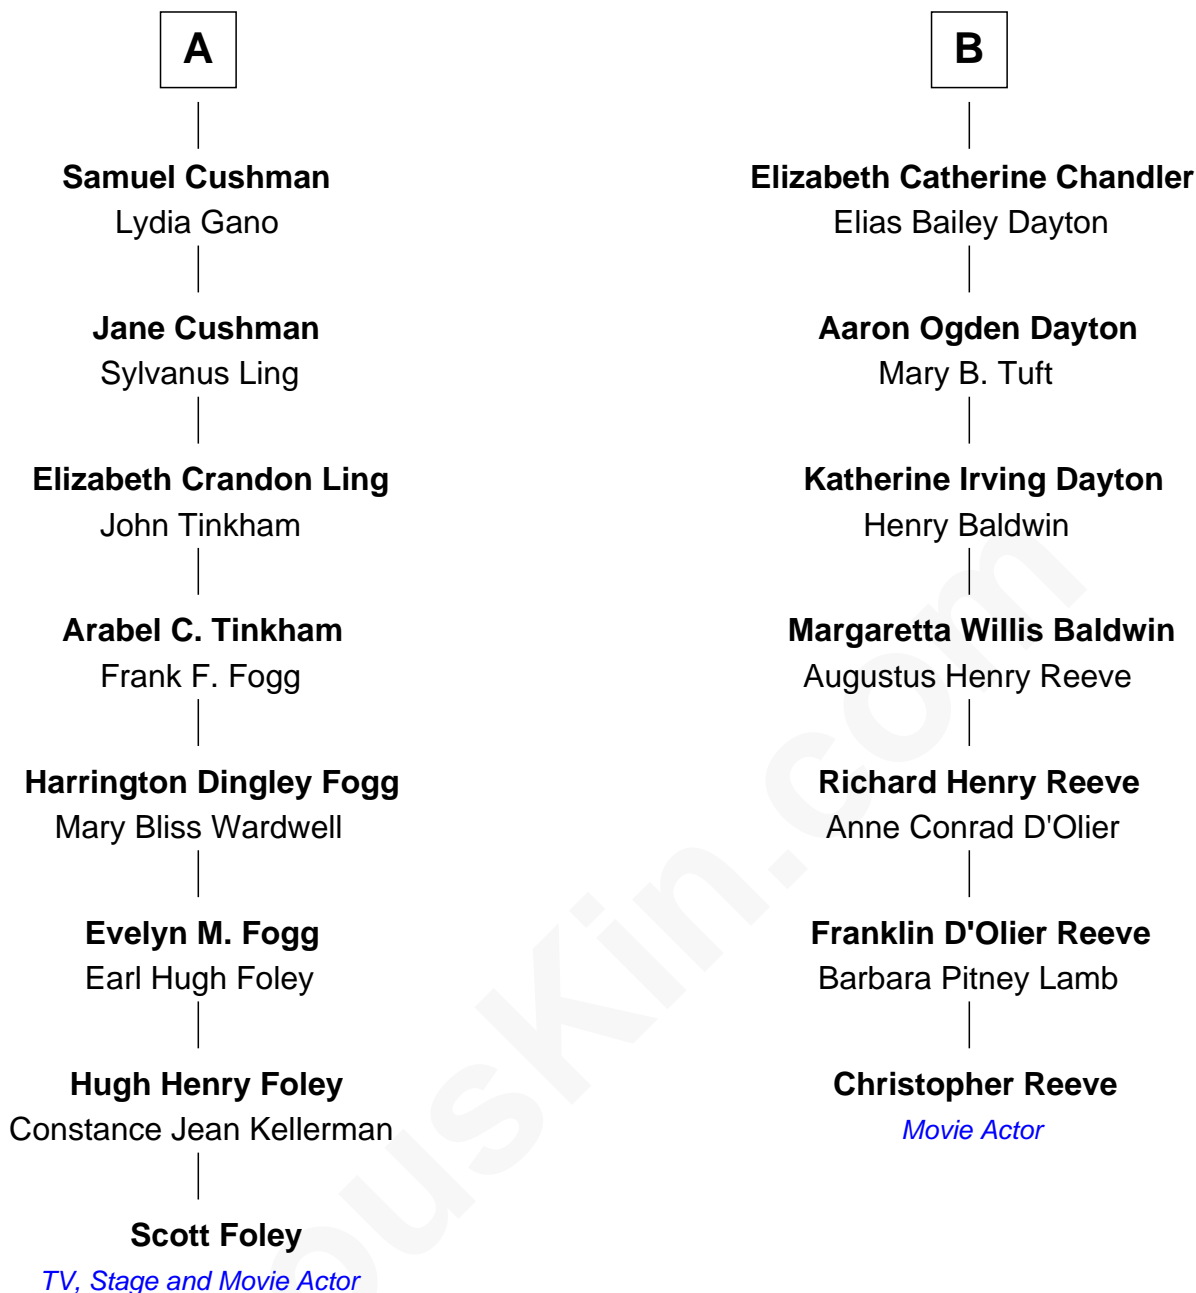 A
Samuel Cushman
Lydia Gano
Jane Cushman
Sylvanus Ling
Elizabeth Crandon Ling
John Tinkham
Arabel C. Tinkham
Frank F. Fogg
Harrington Dingley Fogg
Mary Bliss Wardwell
Evelyn M. Fogg
Earl Hugh Foley
Hugh Henry Foley
Constance Jean Kellerman
Scott Foley
TV, Stage and Movie Actor
B
Elizabeth Catherine Chandler
Elias Bailey Dayton
Aaron Ogden Dayton
Mary B. Tuft
Katherine Irving Dayton
Henry Baldwin
Margaretta Willis Baldwin
Augustus Henry Reeve
Richard Henry Reeve
Anne Conrad D'Olier
Franklin D'Olier Reeve
Barbara Pitney Lamb
Christopher Reeve
Movie Actor
ousKin.com